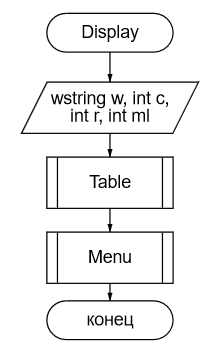 Display
wstring w, int c,
int r, int ml
Table
Menu
конец